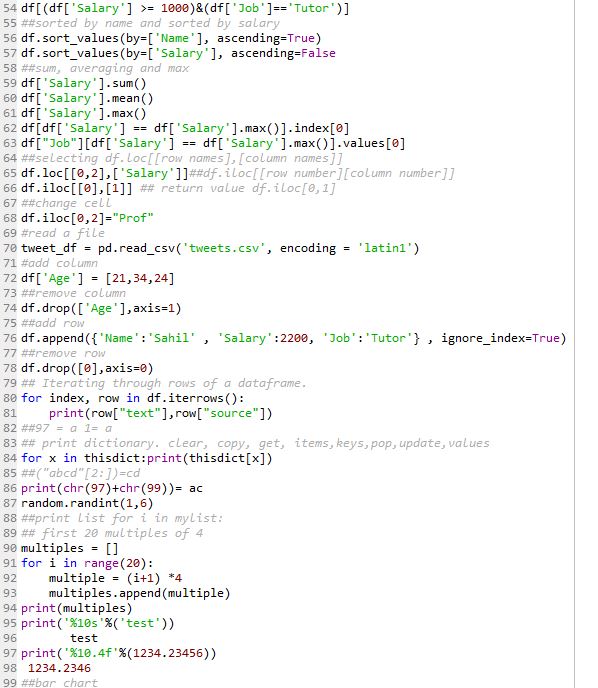 54 df[(df['Salary'] >= 1000)&(df['Job']=='Tutor')]
55 ##sorted by name and sorted by salary
56 df.sort_values(by=['Name'], ascending=True)
57 df.sort_values(by=['Salary'], ascending=False
58 ##sum, averaging and max
59 df['Salary'].sum()
60 df['Salary'].mean()
61 df['Salary'].max()
62 df[df['Salary'] == df['Salary'].max()].index[0]
63 df["Job"][df['Salary'] == df['Salary'].max()].values[0]
64 ##selecting df.loc[[row names],[column names]]
65 df.loc[[0,2],['Salary']]##df.iloc[[row number][column number]]
66 df.iloc[[0],[1]] ## return value df.iloc[0,1]
67 ##change cell
68 df.iloc[0,2]="Prof"
69 #read a file
70 tweet_df = pd.read_csv('tweets.csv', encoding = 'latin1')
71 #add column
72 df['Age'] = [21,34,24]
73 ##remove column
74 df.drop(['Age'],axis=1)
75 ##add row
76 df.append({'Name':'Sahil' , 'Salary':2200, 'Job':'Tutor'} , ignore_index=True)
77 ##remove row
78 df.drop([0],axis=0)
79 ## Iterating through rows of a dataframe.
80 for index, row in df.iterrows():
81     print(row["text"],row["source"])
82 ##97 = a 1= a
83 ## print dictionary. clear, copy, get, items,keys,pop,update,values
84 for x in thisdict:print(thisdict[x])
85 ##("abcd"[2:])=cd
86 print(chr(97)+chr(99))= ac
87 random.randint(1,6)
88 ##print list for i in mylist:
89 ## first 20 multiples of 4
90 multiples = []
91 for i in range(20):
92     multiple = (i+1) *4
93     multiples.append(multiple)
94 print(multiples)
95 print('%10s'%('test'))
96       test
97 print('%10.4f'%(1234.23456))
98  1234.2346
99 ##bar chart